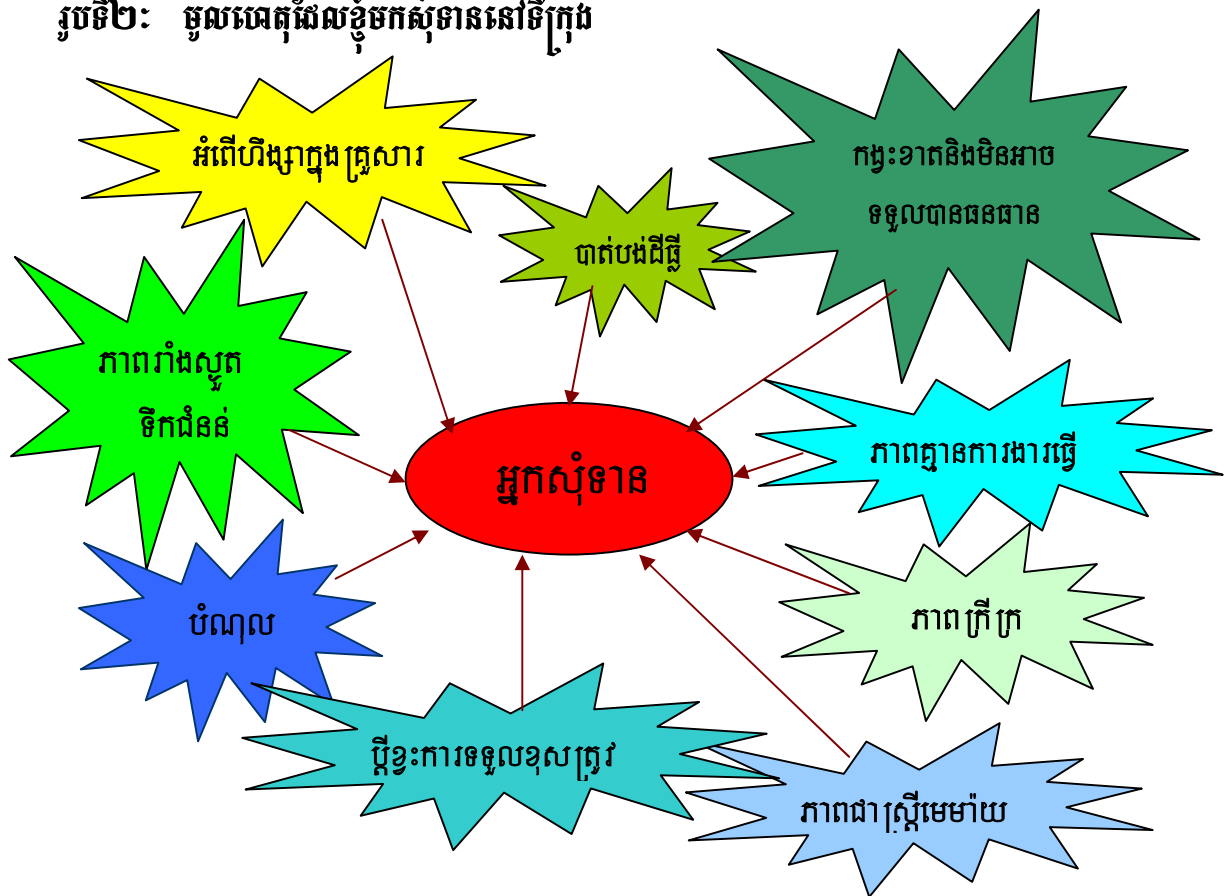 រូបទី២: មូលហេតុដែលខ្ញុំមកសុំទាននៅទីក្រុង
អំពើហឹង្សាក្នុងគ្រួសារ
កង្វះខាតនិងមិនអាច
ទទួលបានធនធាន
បាត់បង់ដីធ្លី
ភាពរាំងស្ងួត
ទឹកជំនន់
អ្នកសុំទាន
ភាពគ្មានការងារធ្វើ
បំណុល
ភាពក្រីក្រ
ប្តីខ្វះការទទួលខុសត្រូវ
ភាពជាស្ត្រីមេម៉ាយ